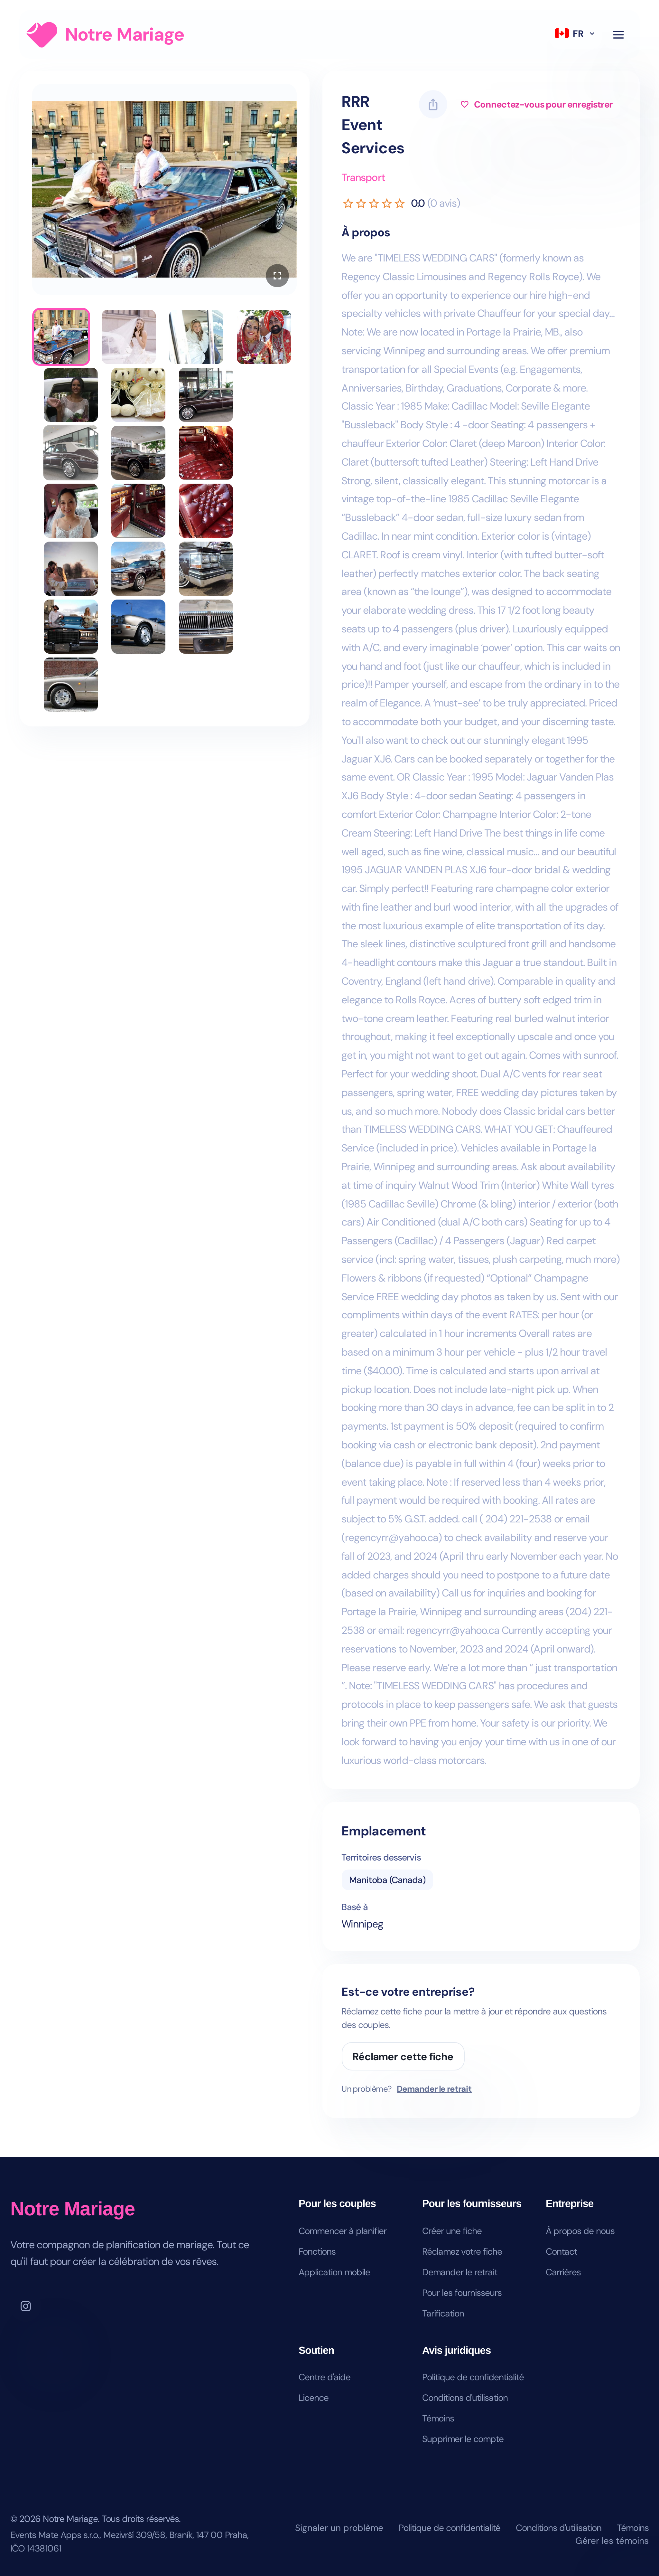 Notre Mariage
FR
RRR
Event
Services
Connectez-vous pour enregistrer
Transport
0.0 (0 avis)
À propos
We are "TIMELESS WEDDING CARS" (formerly known as
Regency Classic Limousines and Regency Rolls Royce). We
offer you an opportunity to experience our hire high-end
specialty vehicles with private Chauffeur for your special day...
Note: We are now located in Portage la Prairie, MB., also
servicing Winnipeg and surrounding areas. We offer premium
transportation for all Special Events (e.g. Engagements,
Anniversaries, Birthday, Graduations, Corporate & more.
Classic Year : 1985 Make: Cadillac Model: Seville Elegante
"Bussleback" Body Style : 4 -door Seating: 4 passengers +
chauffeur Exterior Color: Claret (deep Maroon) Interior Color:
Claret (buttersoft tufted Leather) Steering: Left Hand Drive
Strong, silent, classically elegant. This stunning motorcar is a
vintage top-of-the-line 1985 Cadillac Seville Elegante
“Bussleback” 4-door sedan, full-size luxury sedan from
Cadillac. In near mint condition. Exterior color is (vintage)
CLARET. Roof is cream vinyl. Interior (with tufted butter-soft
leather) perfectly matches exterior color. The back seating
area (known as “the lounge”), was designed to accommodate
your elaborate wedding dress. This 17 1/2 foot long beauty
seats up to 4 passengers (plus driver). Luxuriously equipped
with A/C, and every imaginable ‘power’ option. This car waits on
you hand and foot (just like our chauffeur, which is included in
price)!! Pamper yourself, and escape from the ordinary in to the
realm of Elegance. A ‘must-see’ to be truly appreciated. Priced
to accommodate both your budget, and your discerning taste.
You'll also want to check out our stunningly elegant 1995
Jaguar XJ6. Cars can be booked separately or together for the
same event. OR Classic Year : 1995 Model: Jaguar Vanden Plas
XJ6 Body Style : 4-door sedan Seating: 4 passengers in
comfort Exterior Color: Champagne Interior Color: 2-tone
Cream Steering: Left Hand Drive The best things in life come
well aged, such as fine wine, classical music... and our beautiful
1995 JAGUAR VANDEN PLAS XJ6 four-door bridal & wedding
car. Simply perfect!! Featuring rare champagne color exterior
with fine leather and burl wood interior, with all the upgrades of
the most luxurious example of elite transportation of its day.
The sleek lines, distinctive sculptured front grill and handsome
4-headlight contours make this Jaguar a true standout. Built in
Coventry, England (left hand drive). Comparable in quality and
elegance to Rolls Royce. Acres of buttery soft edged trim in
two-tone cream leather. Featuring real burled walnut interior
throughout, making it feel exceptionally upscale and once you
get in, you might not want to get out again. Comes with sunroof.
Perfect for your wedding shoot. Dual A/C vents for rear seat
passengers, spring water, FREE wedding day pictures taken by
us, and so much more. Nobody does Classic bridal cars better
than TIMELESS WEDDING CARS. WHAT YOU GET: Chauffeured
Service (included in price). Vehicles available in Portage la
Prairie, Winnipeg and surrounding areas. Ask about availability
at time of inquiry Walnut Wood Trim (Interior) White Wall tyres
(1985 Cadillac Seville) Chrome (& bling) interior / exterior (both
cars) Air Conditioned (dual A/C both cars) Seating for up to 4
Passengers (Cadillac) / 4 Passengers (Jaguar) Red carpet
service (incl: spring water, tissues, plush carpeting, much more)
Flowers & ribbons (if requested) “Optional” Champagne
Service FREE wedding day photos as taken by us. Sent with our
compliments within days of the event RATES: per hour (or
greater) calculated in 1 hour increments Overall rates are
based on a minimum 3 hour per vehicle - plus 1/2 hour travel
time ($40.00). Time is calculated and starts upon arrival at
pickup location. Does not include late-night pick up. When
booking more than 30 days in advance, fee can be split in to 2
payments. 1st payment is 50% deposit (required to confirm
booking via cash or electronic bank deposit). 2nd payment
(balance due) is payable in full within 4 (four) weeks prior to
event taking place. Note : If reserved less than 4 weeks prior,
full payment would be required with booking. All rates are
subject to 5% G.S.T. added. call ( 204) 221-2538 or email
(regencyrr@yahoo.ca) to check availability and reserve your
fall of 2023, and 2024 (April thru early November each year. No
added charges should you need to postpone to a future date
(based on availability) Call us for inquiries and booking for
Portage la Prairie, Winnipeg and surrounding areas (204) 221-
2538 or email: regencyrr@yahoo.ca Currently accepting your
reservations to November, 2023 and 2024 (April onward).
Please reserve early. We're a lot more than “ just transportation
”. Note: "TIMELESS WEDDING CARS" has procedures and
protocols in place to keep passengers safe. We ask that guests
bring their own PPE from home. Your safety is our priority. We
look forward to having you enjoy your time with us in one of our
luxurious world-class motorcars.
Emplacement
Territoires desservis
Manitoba (Canada)
Basé à
Winnipeg
Est-ce votre entreprise?
Réclamez cette fiche pour la mettre à jour et répondre aux questions
des couples.
Réclamer cette fiche
Un problème? Demander le retrait
Notre Mariage
Votre compagnon de planification de mariage. Tout ce
qu'il faut pour créer la célébration de vos rêves.
Pour les couples
Commencer à planifier
Fonctions
Application mobile
Pour les fournisseurs
Créer une fiche
Réclamez votre fiche
Demander le retrait
Pour les fournisseurs
Tarification
Entreprise
À propos de nous
Contact
Carrières
Soutien
Centre d'aide
Licence
Avis juridiques
Politique de confidentialité
Conditions d'utilisation
Témoins
Supprimer le compte
© 2026 Notre Mariage. Tous droits réservés.
Events Mate Apps s.r.o., Mezivrší 309/58, Braník, 147 00 Praha,
IČO 14381061
Signaler un problème Politique de confidentialité Conditions d'utilisation Témoins
Gérer les témoins